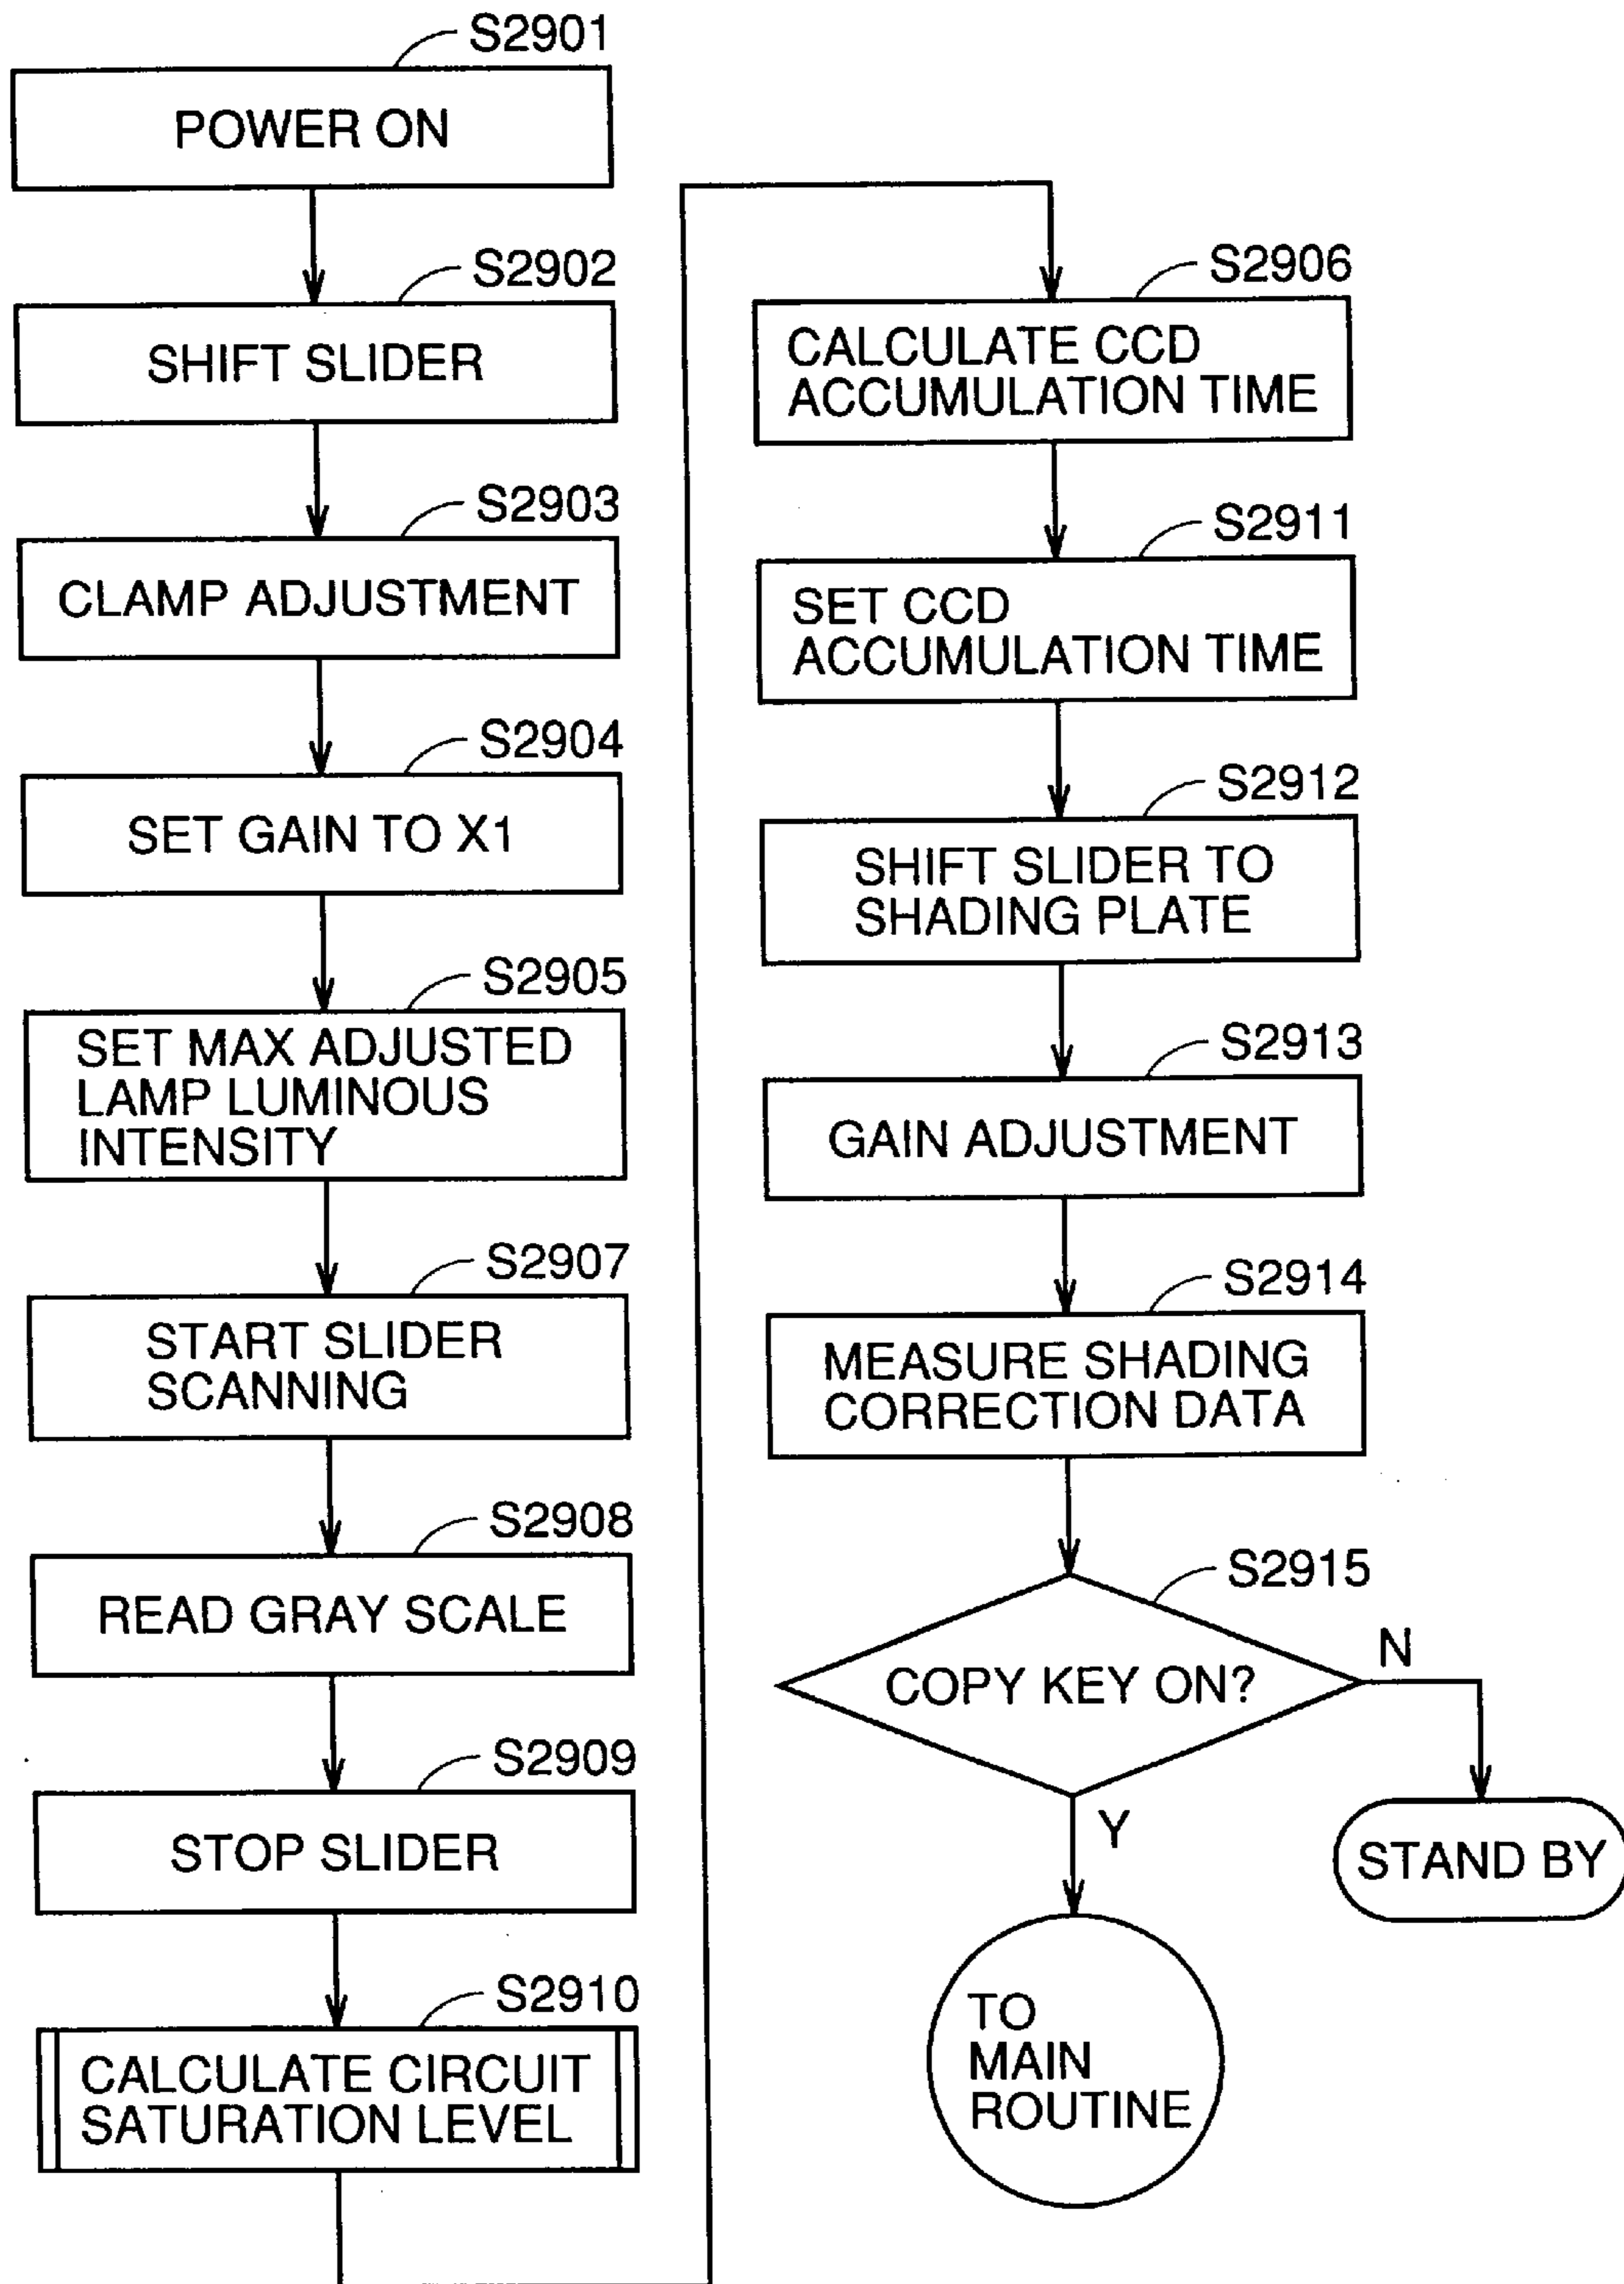 S2901
POWER ON
S2902
SHIFT SLIDER
S2903
CLAMP ADJUSTMENT
S2904
SET GAIN TO X1
S2905
SET MAX ADJUSTED
LAMP LUMINOUS
INTENSITY
S2907
START SLIDER
SCANNING
S2908
READ GRAY SCALE
S2909
STOP SLIDER
S2910
CALCULATE CIRCUIT
SATURATION LEVEL
S2906
CALCULATE CCD
ACCUMULATION TIME
S2911
SET CCD
ACCUMULATION TIME
S2912
SHIFT SLIDER TO
SHADING PLATE
S2913
GAIN ADJUSTMENT
S2914
MEASURE SHADING
CORRECTION DATA
S2915
COPY KEY ON?
N
Y
STAND BY
TO
MAIN
ROUTINE